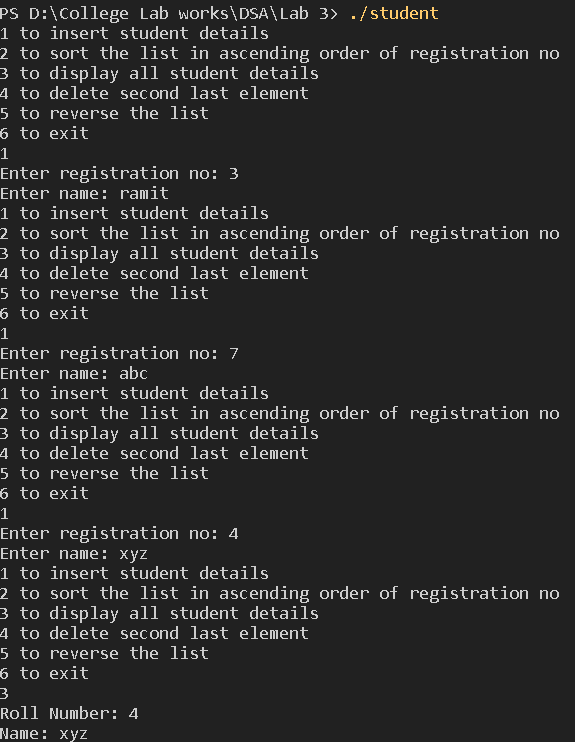 PS D:\College Lab works\DSA\Lab 3> ./student
1 to insert student details
2 to sort the list in ascending order of registration no
3 to display all student details
4 to delete second last element
5 to reverse the list
6 to exit
1
Enter registration no: 3
Enter name: ramit
1 to insert student details
2 to sort the list in ascending order of registration no
3 to display all student details
4 to delete second last element
5 to reverse the list
6 to exit
1
Enter registration no: 7
Enter name: abc
1 to insert student details
2 to sort the list in ascending order of registration no
3 to display all student details
4 to delete second last element
5 to reverse the list
6 to exit
1
Enter registration no: 4
Enter name: xyz
1 to insert student details
2 to sort the list in ascending order of registration no
3 to display all student details
4 to delete second last element
5 to reverse the list
6 to exit
3
Roll Number: 4
Name: xyz